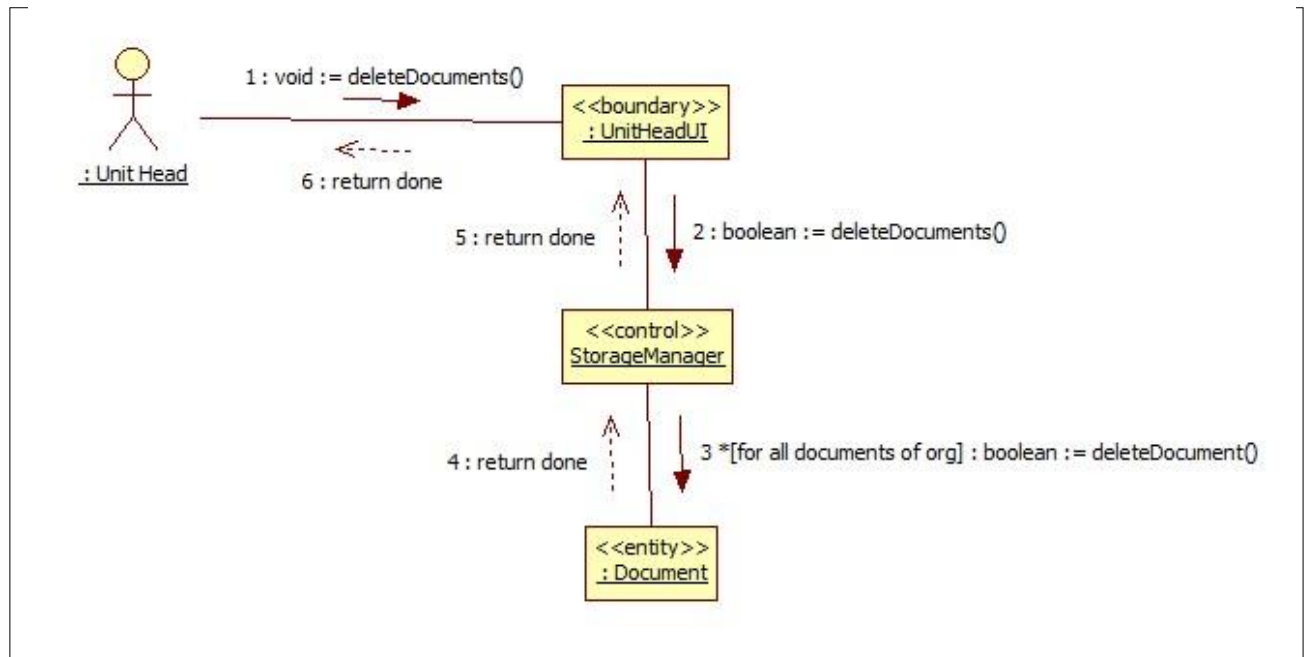 1 : void := deleteDocuments()
<<boundary>>
: UnitHeadUI
: Unit Head
6 : return done
5 : return done
2 : boolean := deleteDocuments()
<<control>>
StorageManager
4 : return done
3 *[for all documents of org] : boolean := deleteDocument()
<<entity>>
: Document